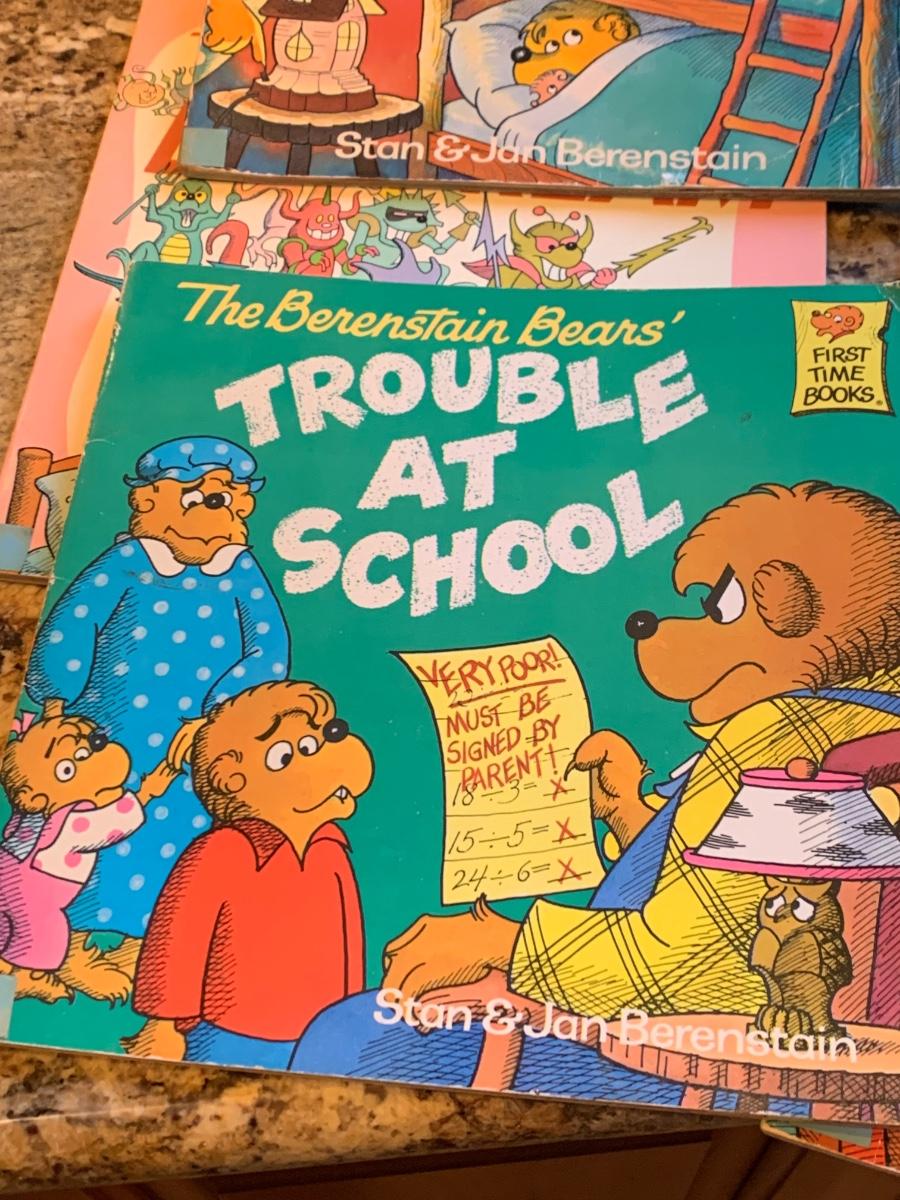 Stan & Jan Berenstain
The Berenstain Bears'
TROUBLE
AT
SCHOOL
FIRST
TIME
BOOKS®
VERY POOR!
MUST BE
SIGNED BY
PARENT!
18÷3= X
15÷5= X
24÷6= X
Stan & Jan Berenstain